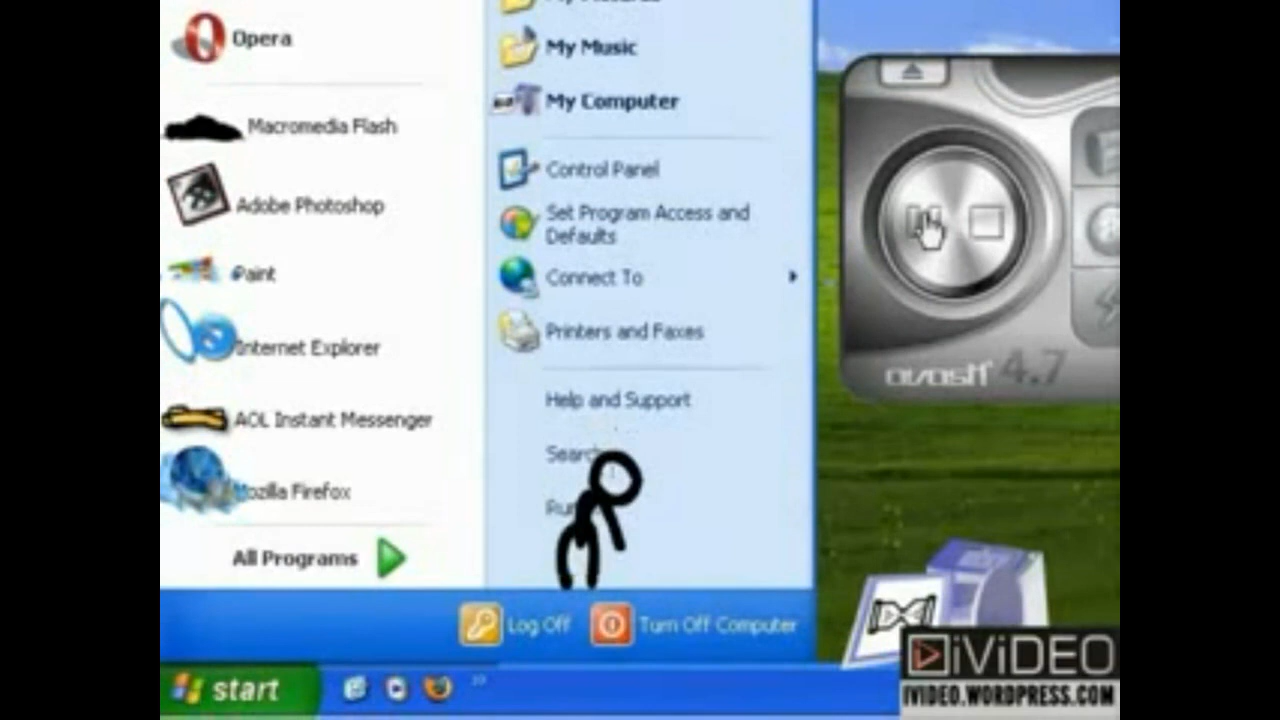 Opera
Macromedia Flash
Adobe Photoshop
Paint
Internet Explorer
AOL Instant Messenger
Mozilla Firefox
All Programs
My Music
My Computer
Control Panel
Set Program Access and
Defaults
Connect To
Printers and Faxes
Help and Support
Search
Log Off
Turn Off Computer
start
avast! 4.7
iViDEO
IVIDEO.WORDPRESS.COM